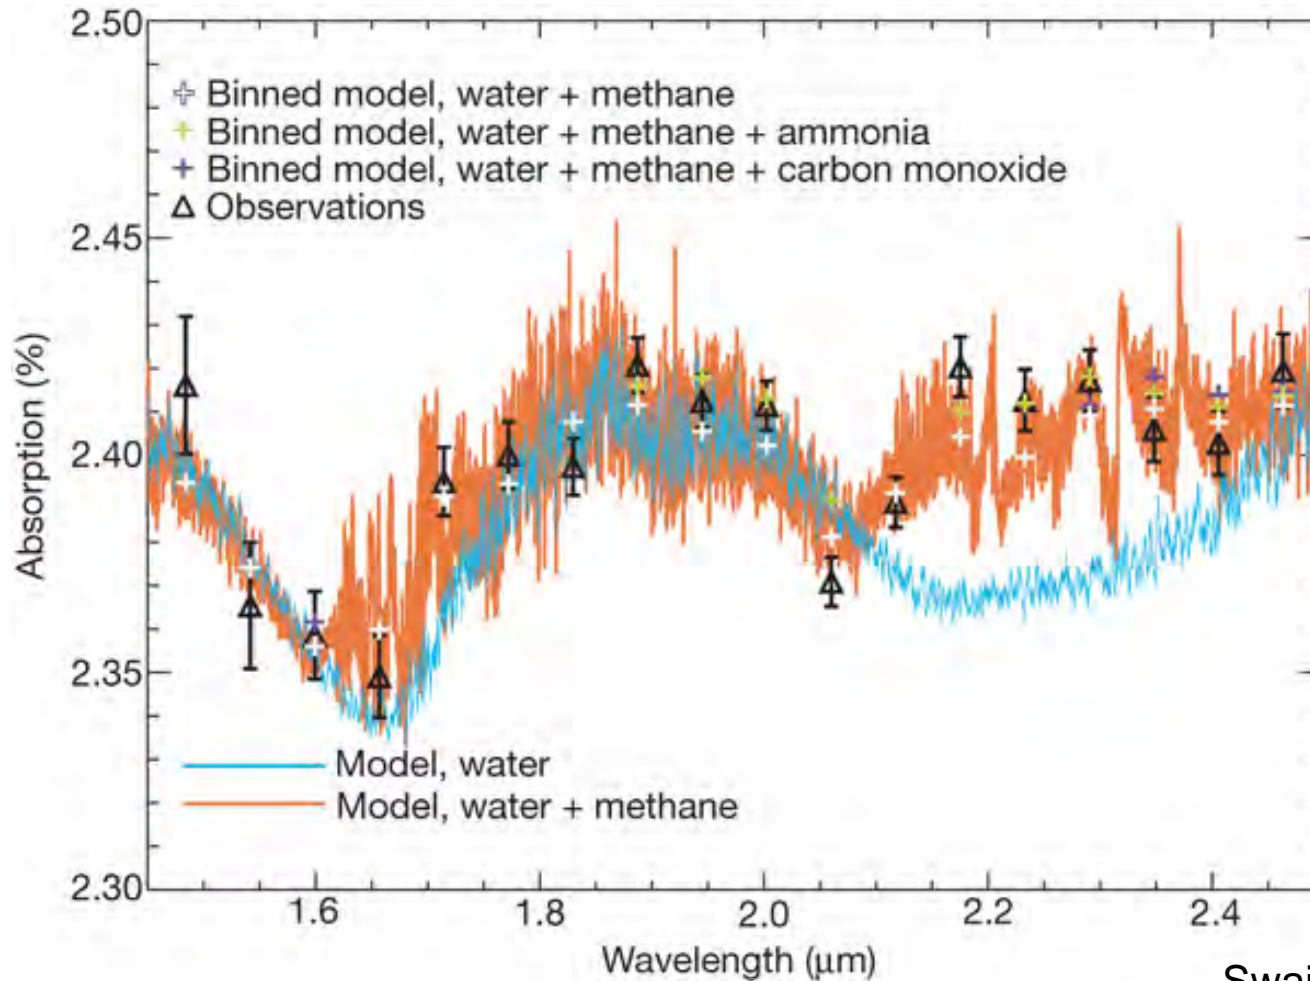 2.50
Binned model, water + methane
Binned model, water + methane + ammonia
Binned model, water + methane + carbon monoxide
Observations
2.45
2.40
Absorption (%)
2.35
Model, water
Model, water + methane
2.30
1.6 1.8 2.0 2.2 2.4
Wavelength (μm)